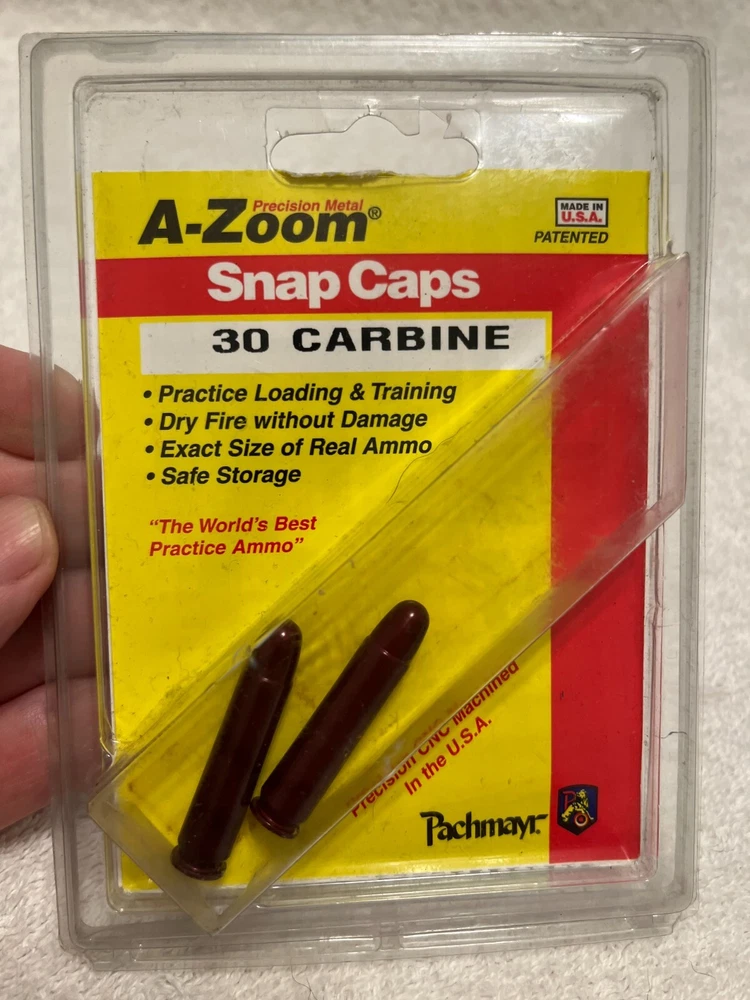 Precision Metal
A-Zoom®
MADE IN
U.S.A.
PATENTED
Snap Caps
30 CARBINE
• Practice Loading & Training
• Dry Fire without Damage
• Exact Size of Real Ammo
• Safe Storage
“The World’s Best
Practice Ammo”
Precision CNC Machined
In the U.S.A.
Pachmayr
P